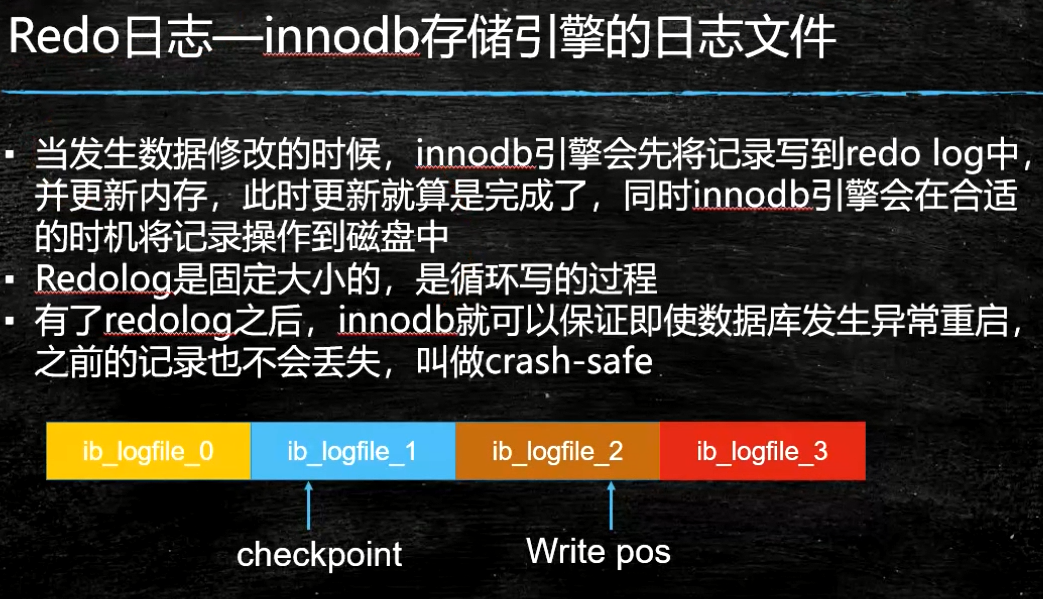 Redo日志—innodb存储引擎的日志文件
▪ 当发生数据修改的时候，innodb引擎会先将记录写到redo log中，
并更新内存，此时更新就算是完成了，同时innodb引擎会在合适
的时机将记录操作到磁盘中
▪ Redolog是固定大小的，是循环写的过程
▪ 有了redolog之后，innodb就可以保证即使数据库发生异常重启，
之前的记录也不会丢失，叫做crash-safe
ib_logfile_0 ib_logfile_1 ib_logfile_2 ib_logfile_3
checkpoint Write pos